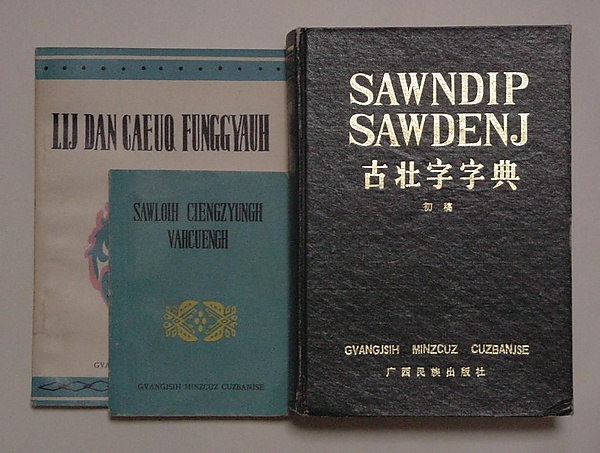 LIJ DAN CAEUQ FUNGGYAUH
SAWLOIH CIENGZYUNGH
VAHCUENGH
GVANGJSIH MINZCUZ CUZBANJSE
SAWNDIP
SAWDENJ
古壮字字典
初稿
GVANGJSIH MINZCUZ CUZBANJSE
广西民族出版社